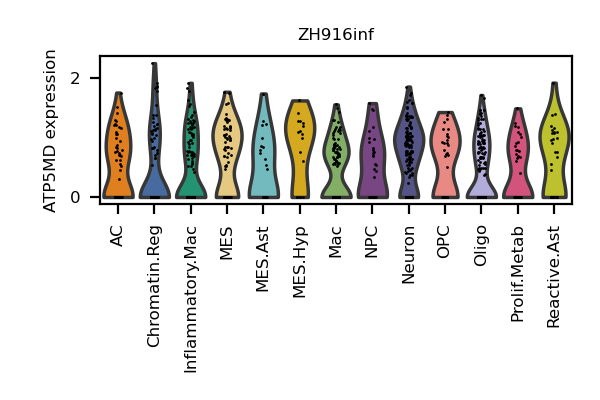 ZH916inf
ATP5MD expression
2
0
AC
Chromatin.Reg
Inflammatory.Mac
MES
MES.Ast
MES.Hyp
Mac
NPC
Neuron
OPC
Oligo
Prolif.Metab
Reactive.Ast